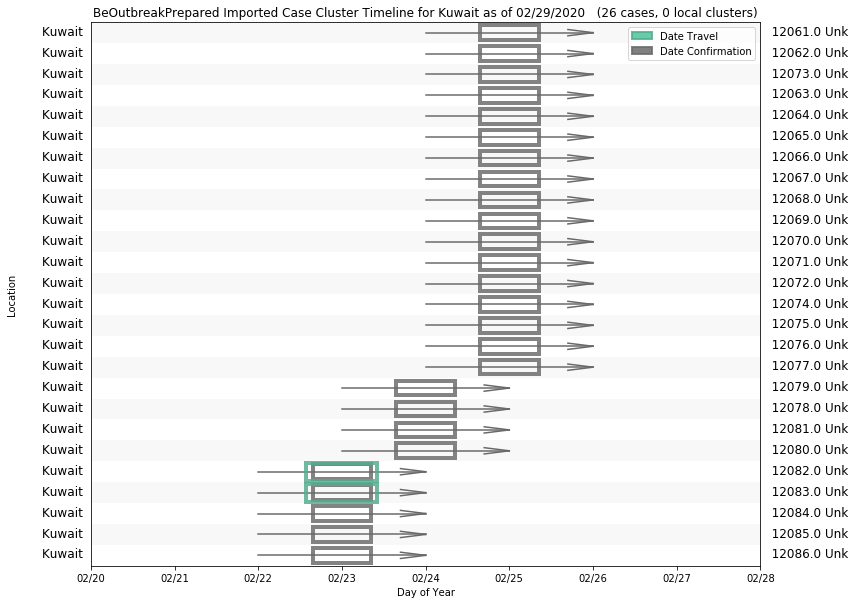 BeOutbreakPrepared Imported Case Cluster Timeline for Kuwait as of 02/29/2020 (26 cases, 0 local clusters)
Date Travel
Date Confirmation
Kuwait 12061.0 Unk
Kuwait 12062.0 Unk
Kuwait 12073.0 Unk
Kuwait 12063.0 Unk
Kuwait 12064.0 Unk
Kuwait 12065.0 Unk
Kuwait 12066.0 Unk
Kuwait 12067.0 Unk
Kuwait 12068.0 Unk
Kuwait 12069.0 Unk
Kuwait 12070.0 Unk
Kuwait 12071.0 Unk
Kuwait 12072.0 Unk
Kuwait 12074.0 Unk
Kuwait 12075.0 Unk
Kuwait 12076.0 Unk
Kuwait 12077.0 Unk
Kuwait 12079.0 Unk
Kuwait 12078.0 Unk
Kuwait 12081.0 Unk
Kuwait 12080.0 Unk
Kuwait 12082.0 Unk
Kuwait 12083.0 Unk
Kuwait 12084.0 Unk
Kuwait 12085.0 Unk
Kuwait 12086.0 Unk
Location
02/20 02/21 02/22 02/23 02/24 02/25 02/26 02/27 02/28
Day of Year